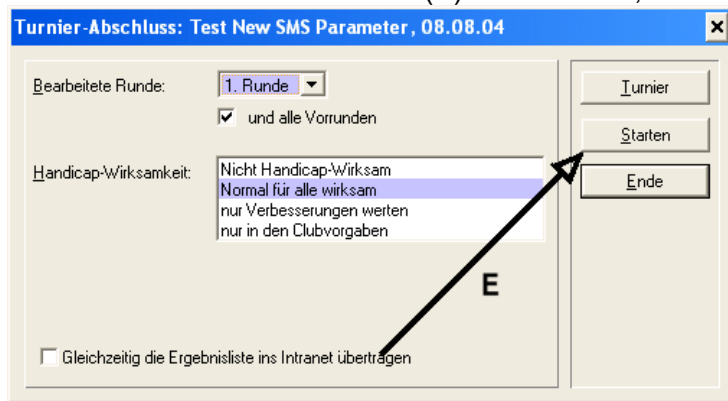 Turnier-Abschluss: Test New SMS Parameter, 08.08.04
Bearbeitete Runde:
1. Runde
und alle Vorrunden
Handicap-Wirksamkeit:
Nicht Handicap-Wirksam
Normal für alle wirksam
nur Verbesserungen werten
nur in den Clubvorgaben
Gleichzeitig die Ergebnisliste ins Intranet übertragen
Turnier
Starten
Ende
E